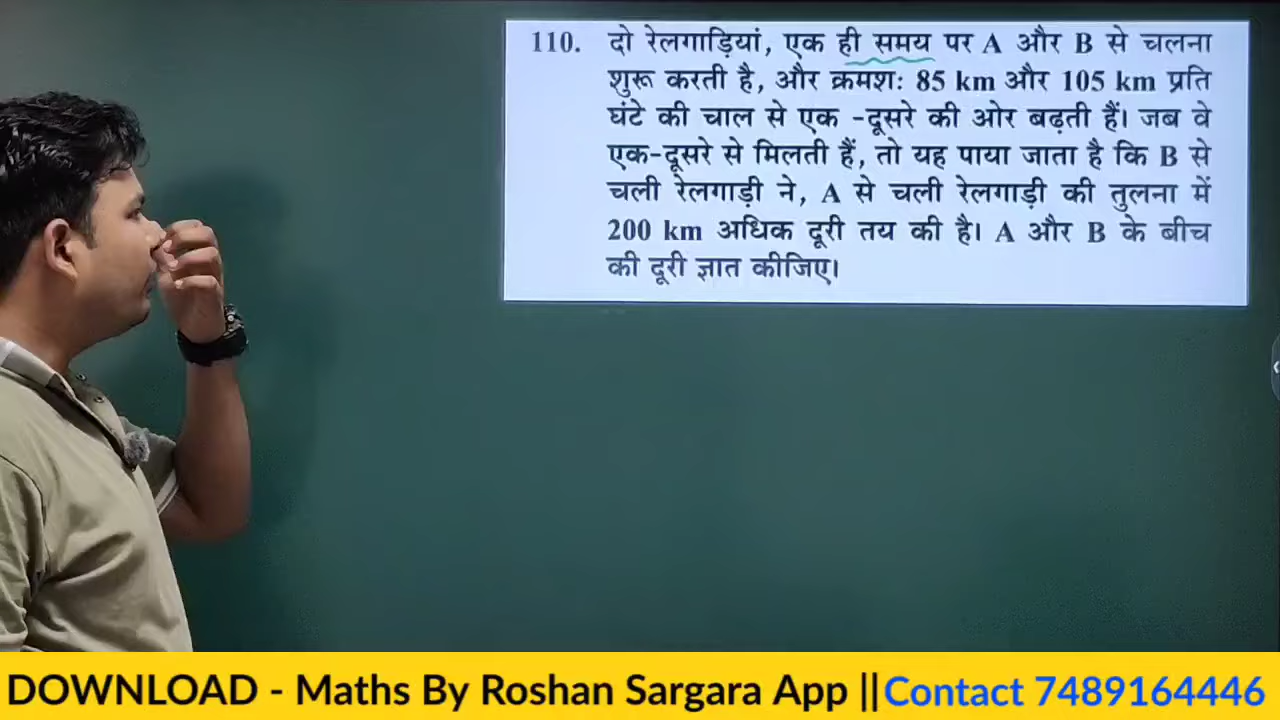 110. दो रेलगाड़ियां, एक ही समय पर A और B से चलना
शुरू करती है, और क्रमश: 85 km और 105 km प्रति
घंटे की चाल से एक -दूसरे की ओर बढ़ती हैं। जब वे
एक-दूसरे से मिलती हैं, तो यह पाया जाता है कि B से
चली रेलगाड़ी ने, A से चली रेलगाड़ी की तुलना में
200 km अधिक दूरी तय की है। A और B के बीच
की दूरी ज्ञात कीजिए।
DOWNLOAD - Maths By Roshan Sargara App ||Contact 7489164446